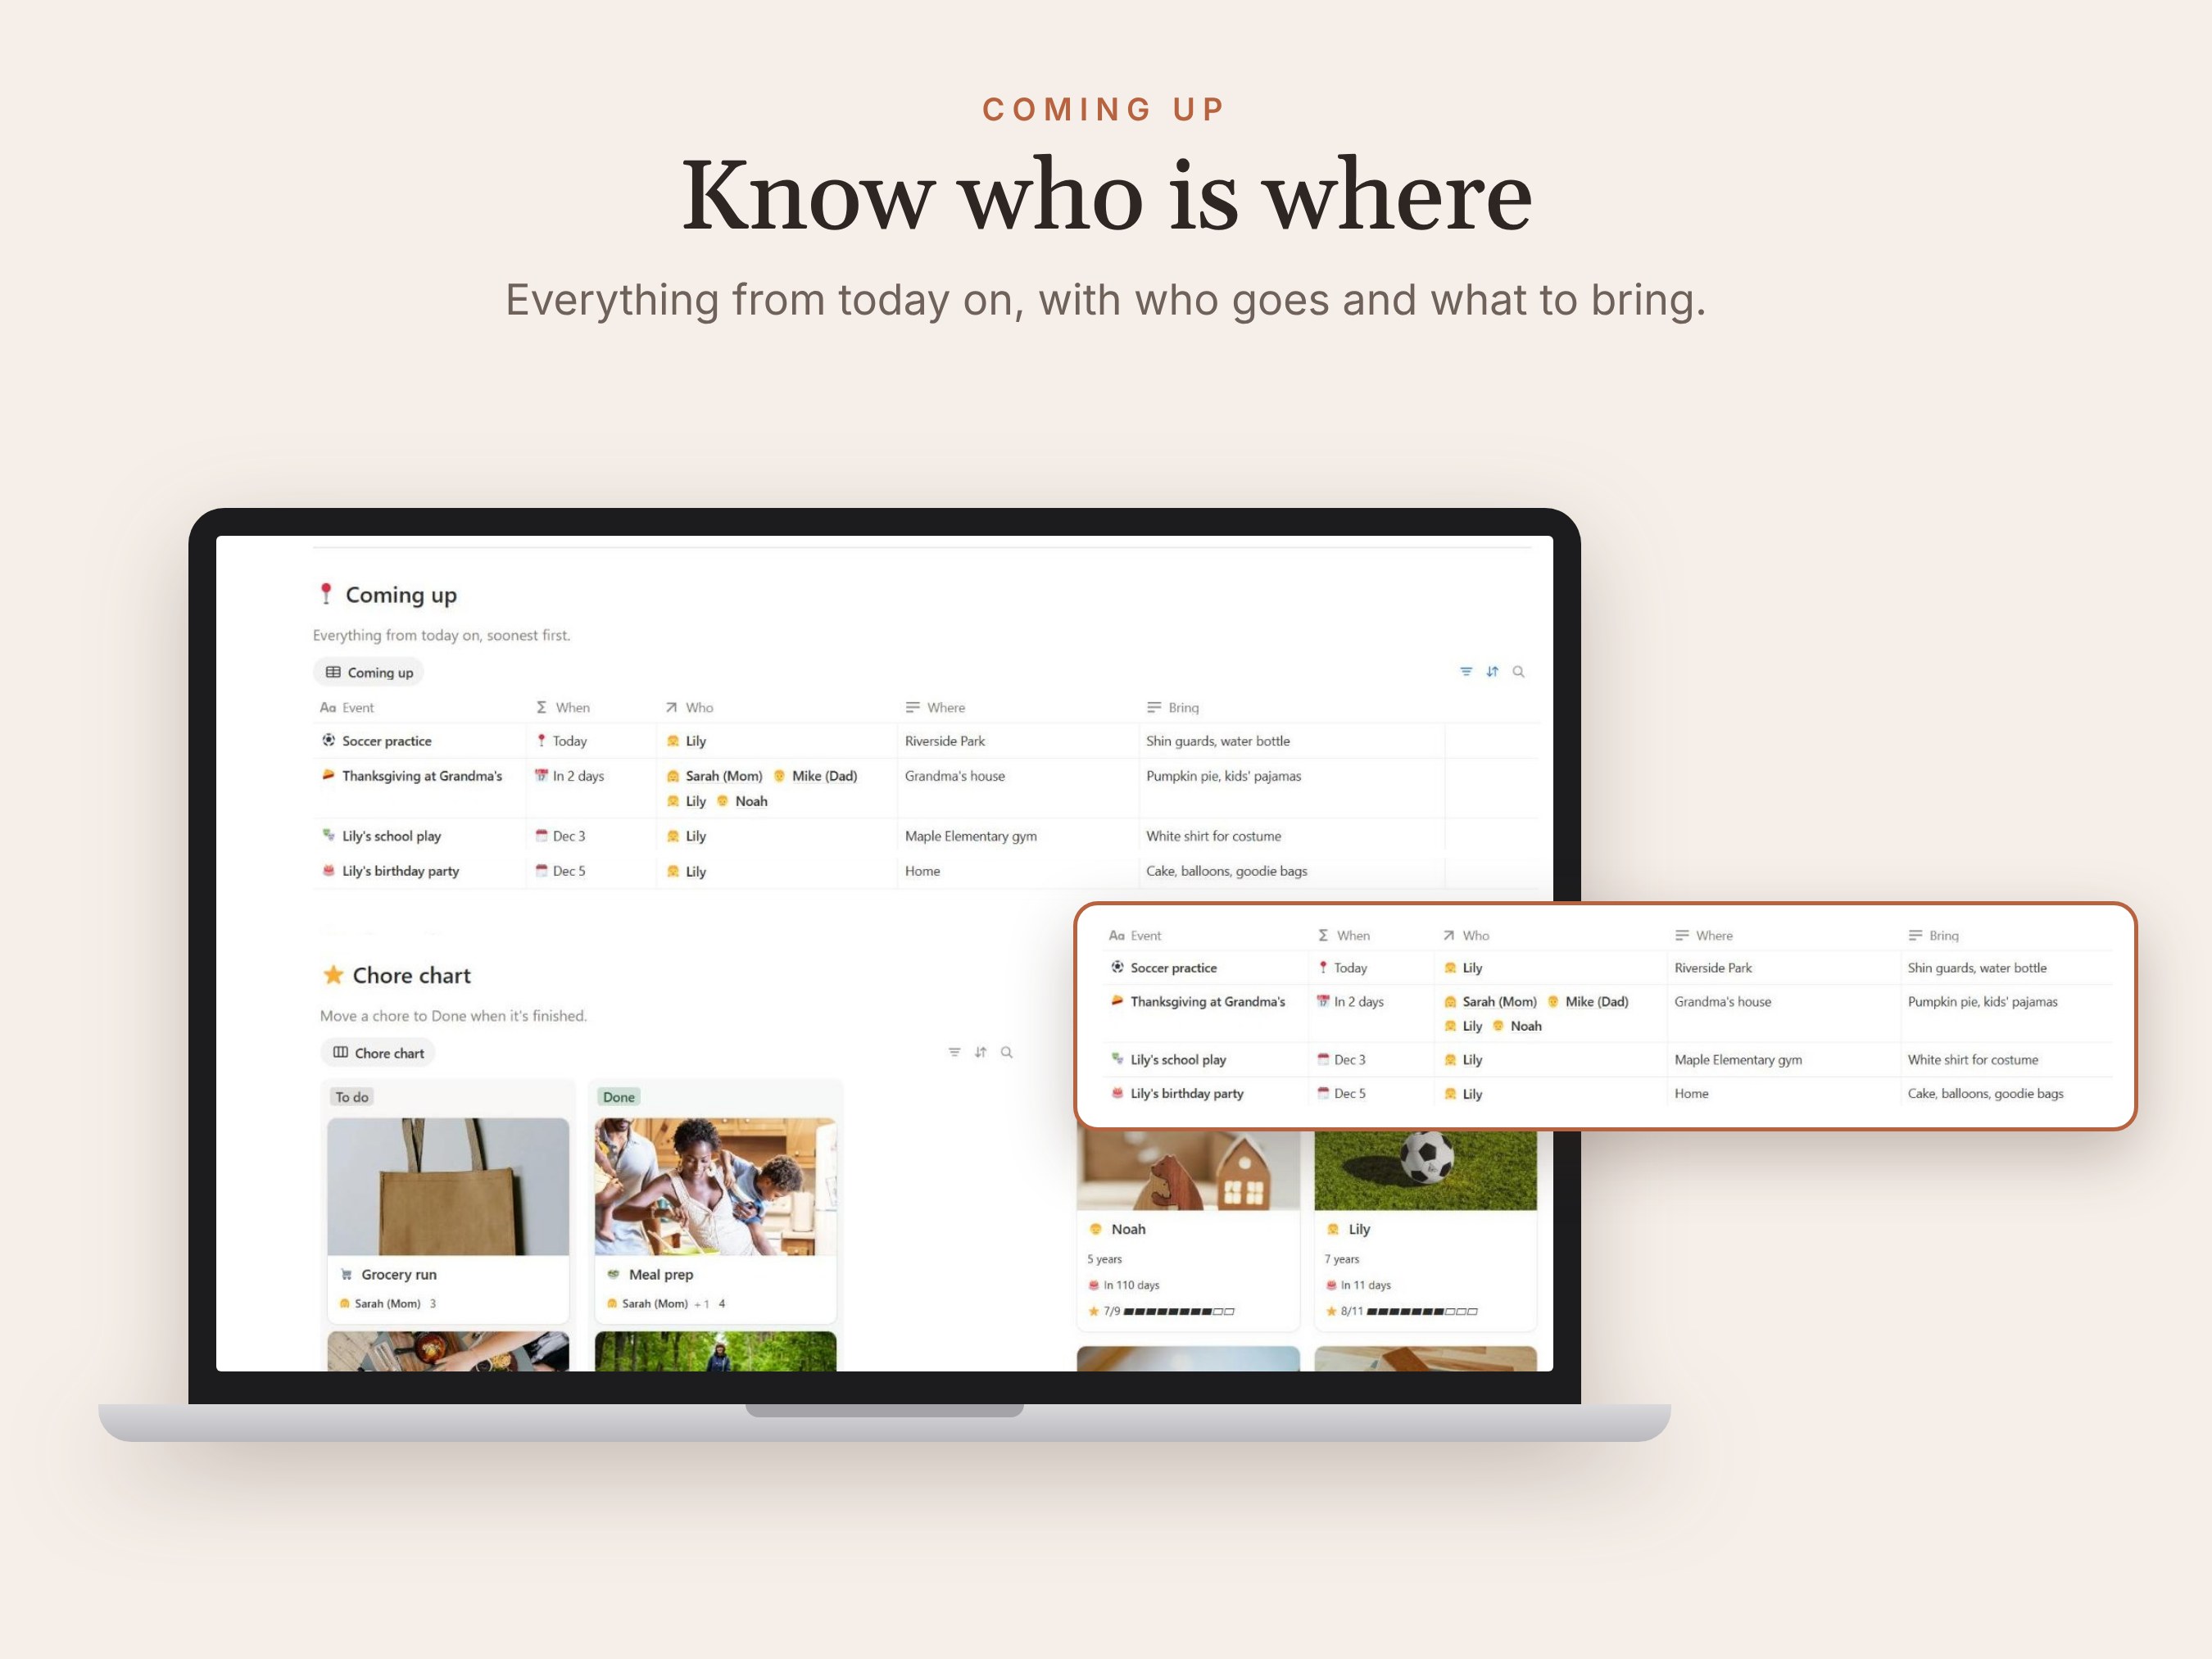 COMING UP
Know who is where
Everything from today on, with who goes and what to bring.
Coming up
Everything from today on, soonest first.
Coming up
Aa Event When Who Where Bring
Soccer practice Today Lily Riverside Park Shin guards, water bottle
Thanksgiving at Grandma's In 2 days Sarah (Mom) Mike (Dad) Grandma's house Pumpkin pie, kids' pajamas
Lily Noah
Lily's school play Dec 3 Lily Maple Elementary gym White shirt for costume
Lily's birthday party Dec 5 Lily Home Cake, balloons, goodie bags
Aa Event When Who Where Bring
Soccer practice Today Lily Riverside Park Shin guards, water bottle
Thanksgiving at Grandma's In 2 days Sarah (Mom) Mike (Dad) Grandma's house Pumpkin pie, kids' pajamas
Lily Noah
Lily's school play Dec 3 Lily Maple Elementary gym White shirt for costume
Lily's birthday party Dec 5 Lily Home Cake, balloons, goodie bags
Chore chart
Move a chore to Done when it's finished.
Chore chart
To do
Grocery run
Sarah (Mom) 3
Done
Meal prep
Sarah (Mom) +1 4
Noah
5 years
In 110 days
7/9
Lily
7 years
In 11 days
8/11